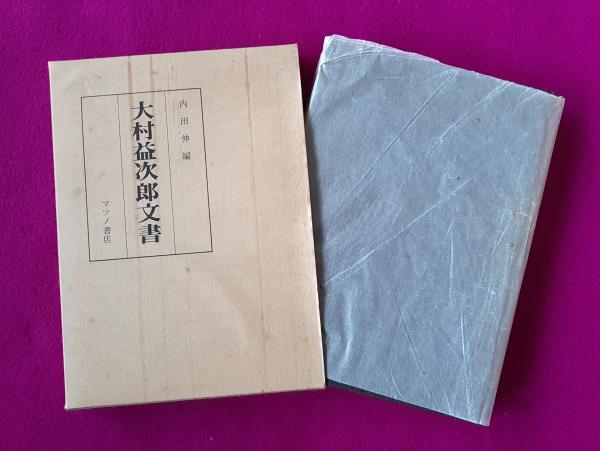 内田伸編
大村益次郎文書
マツノ書店